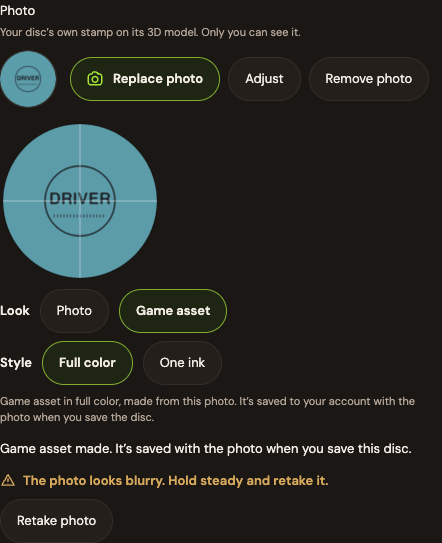 Photo
Your disc’s own stamp on its 3D model. Only you can see it.
DRIVER
Replace photo
Adjust
Remove photo
DRIVER
Look
Photo
Game asset
Style
Full color
One ink
Game asset in full color, made from this photo. It’s saved to your account with the
photo when you save the disc.
Game asset made. It’s saved with the photo when you save this disc.
The photo looks blurry. Hold steady and retake it.
Retake photo